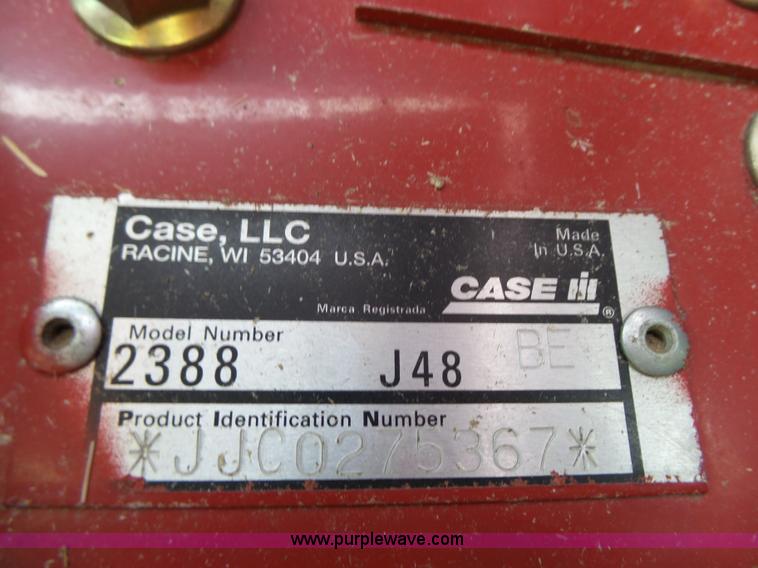 Case, LLC
RACINE, WI 53404 U.S.A.
Made
In U.S.A.
CASE IH
Marca Registrada ®
Model Number
2388 J48 BE
Product Identification Number
*JJC0275367*
www.purplewave.com